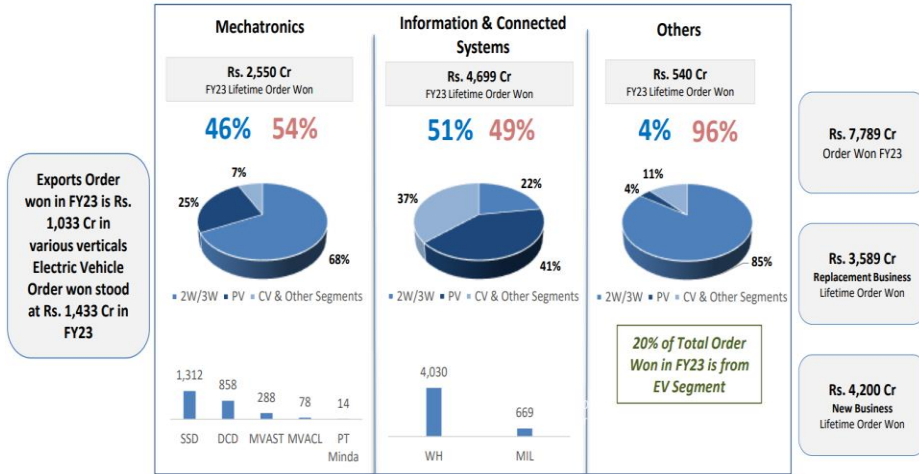 Exports Order
won in FY23 is Rs.
1,033 Cr in
various verticals
Electric Vehicle
Order won stood
at Rs. 1,433 Cr in
FY23
Mechatronics
Rs. 2,550 Cr
FY23 Lifetime Order Won
46% 54%
7%
25%
68%
2W/3W PV CV & Other Segments
1,312
858
288
78
14
SSD DCD MVAST MVACL PT
Minda
Information & Connected
Systems
Rs. 4,699 Cr
FY23 Lifetime Order Won
51% 49%
37%
22%
41%
2W/3W PV CV & Other Segments
4,030
669
WH MIL
Others
Rs. 540 Cr
FY23 Lifetime Order Won
4% 96%
11%
4%
85%
2W/3W PV CV & Other Segments
20% of Total Order
Won in FY23 is from
EV Segment
Rs. 7,789 Cr
Order Won FY23
Rs. 3,589 Cr
Replacement Business
Lifetime Order Won
Rs. 4,200 Cr
New Business
Lifetime Order Won